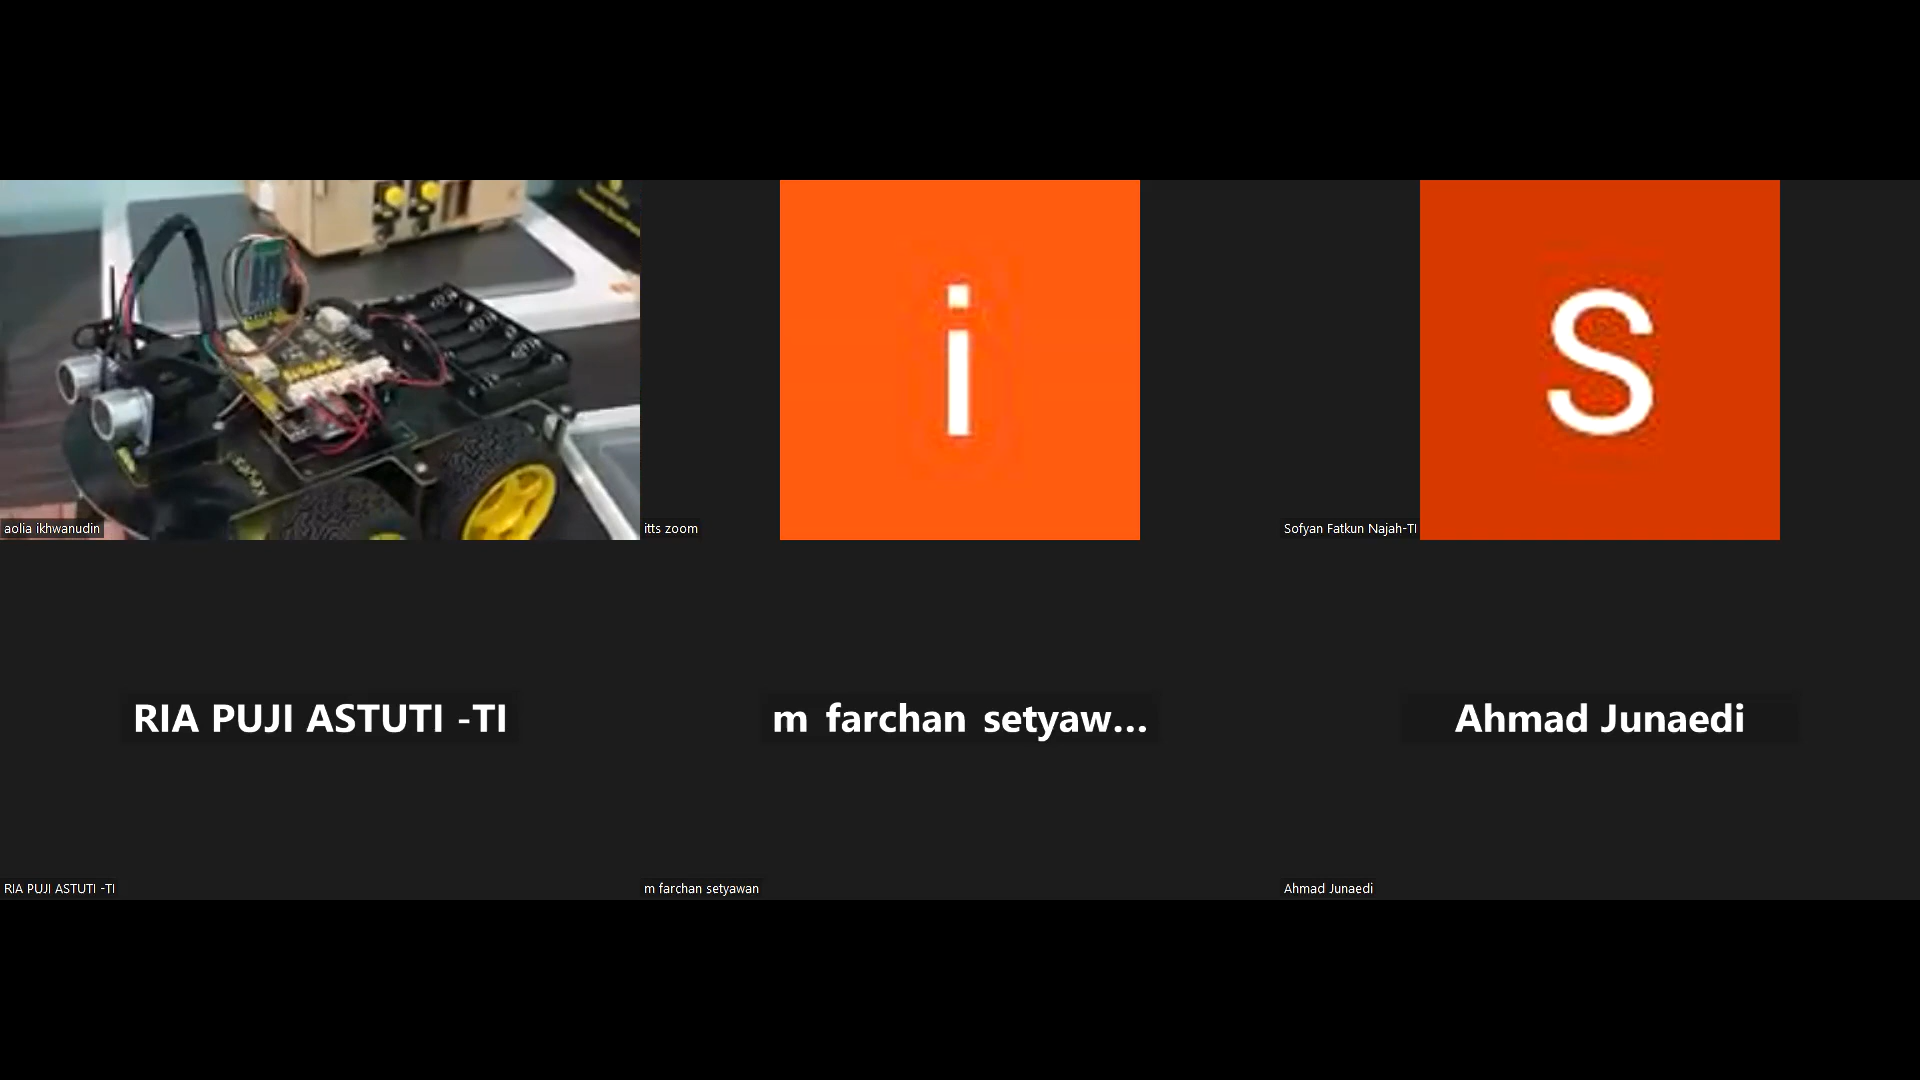 keyes
aolia ikhwanudin
i
itts zoom
S
Sofyan Fatkun Najah-TI
RIA PUJI ASTUTI -TI
m farchan setyaw...
Ahmad Junaedi
RIA PUJI ASTUTI -TI
m farchan setyawan
Ahmad Junaedi